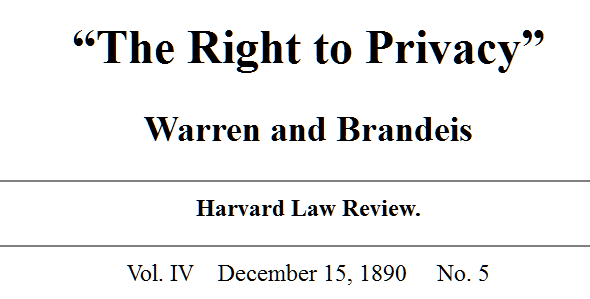 “The Right to Privacy”
Warren and Brandeis
Harvard Law Review.
Vol. IV December 15, 1890 No. 5